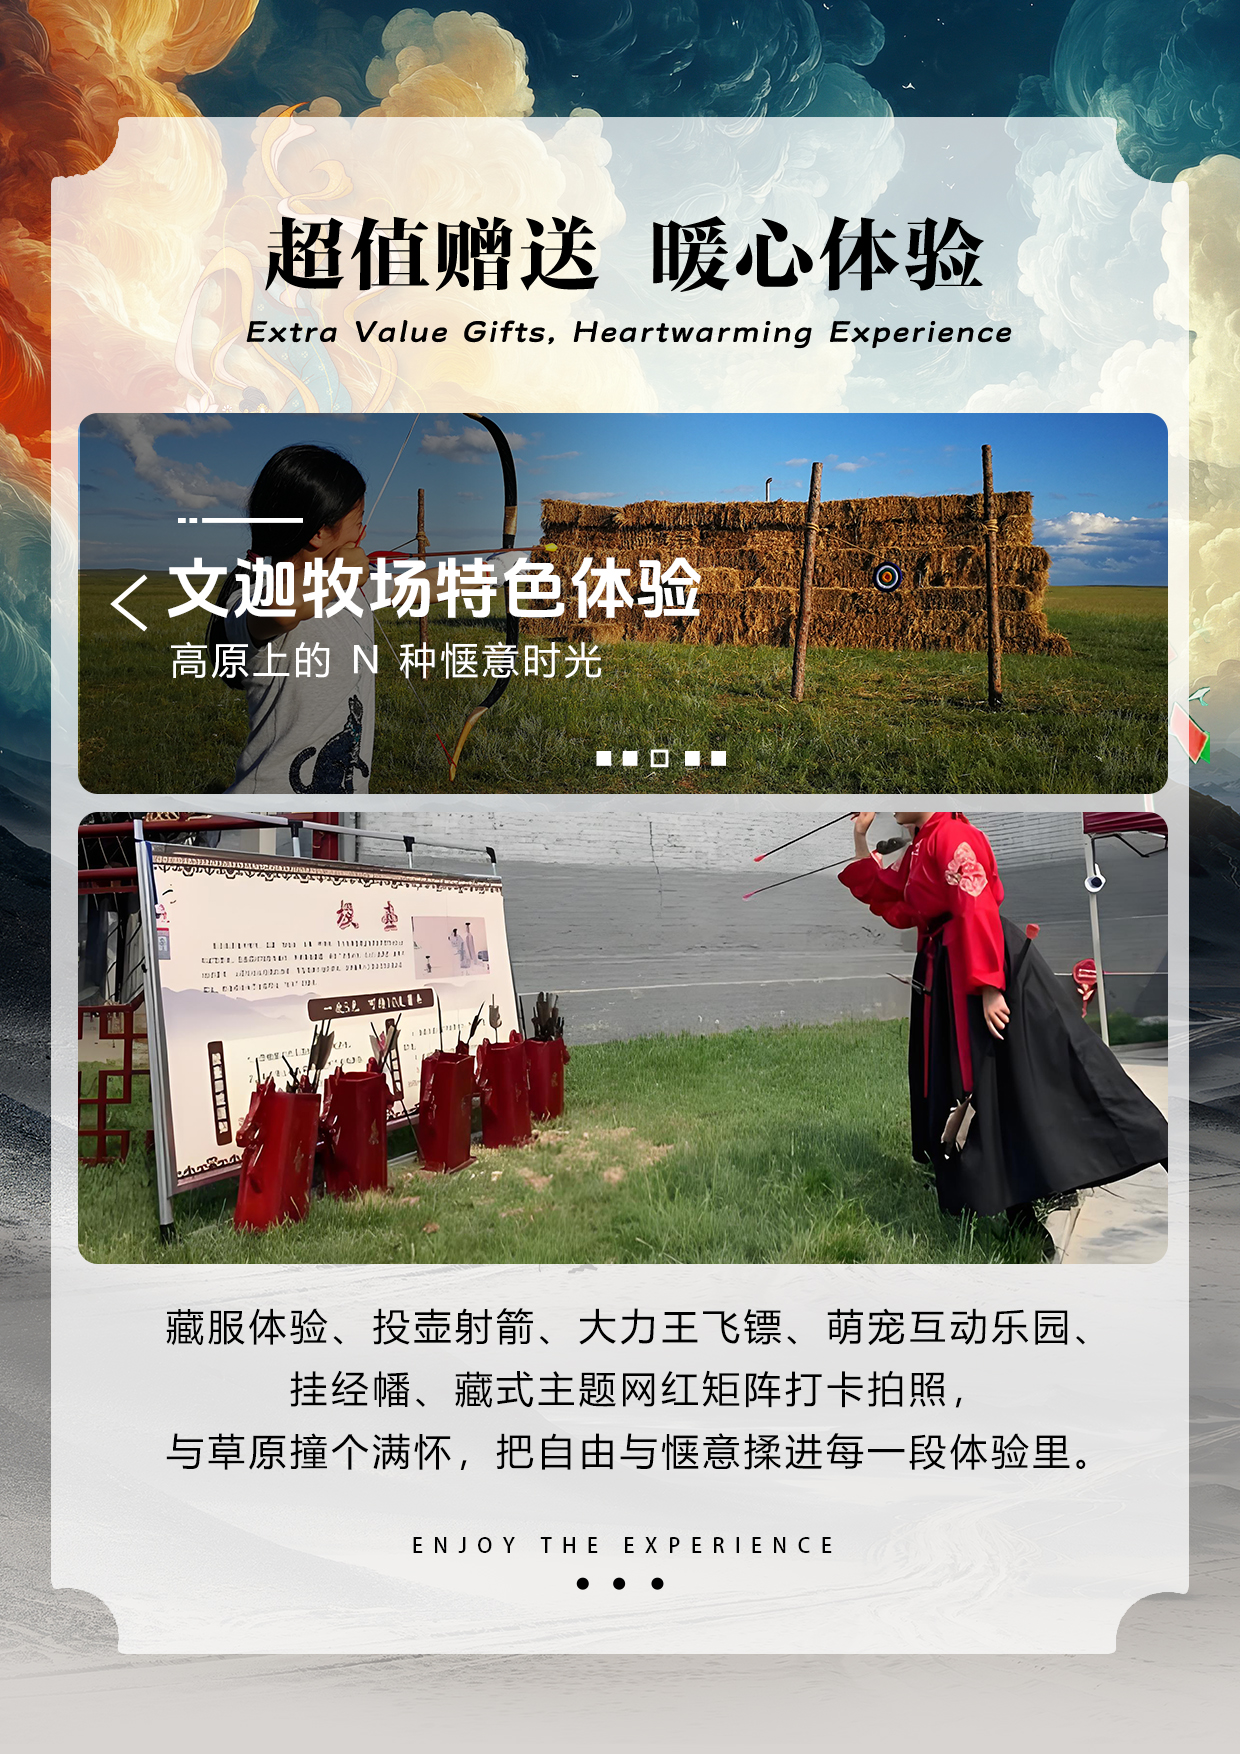 超值赠送 暖心体验
Extra Value Gifts, Heartwarming Experience
文迦牧场特色体验
高原上的 N 种惬意时光
投 壶
藏服体验、投壶射箭、大力王飞镖、萌宠互动乐园、
挂经幡、藏式主题网红矩阵打卡拍照，
与草原撞个满怀，把自由与惬意揉进每一段体验里。
ENJOY THE EXPERIENCE